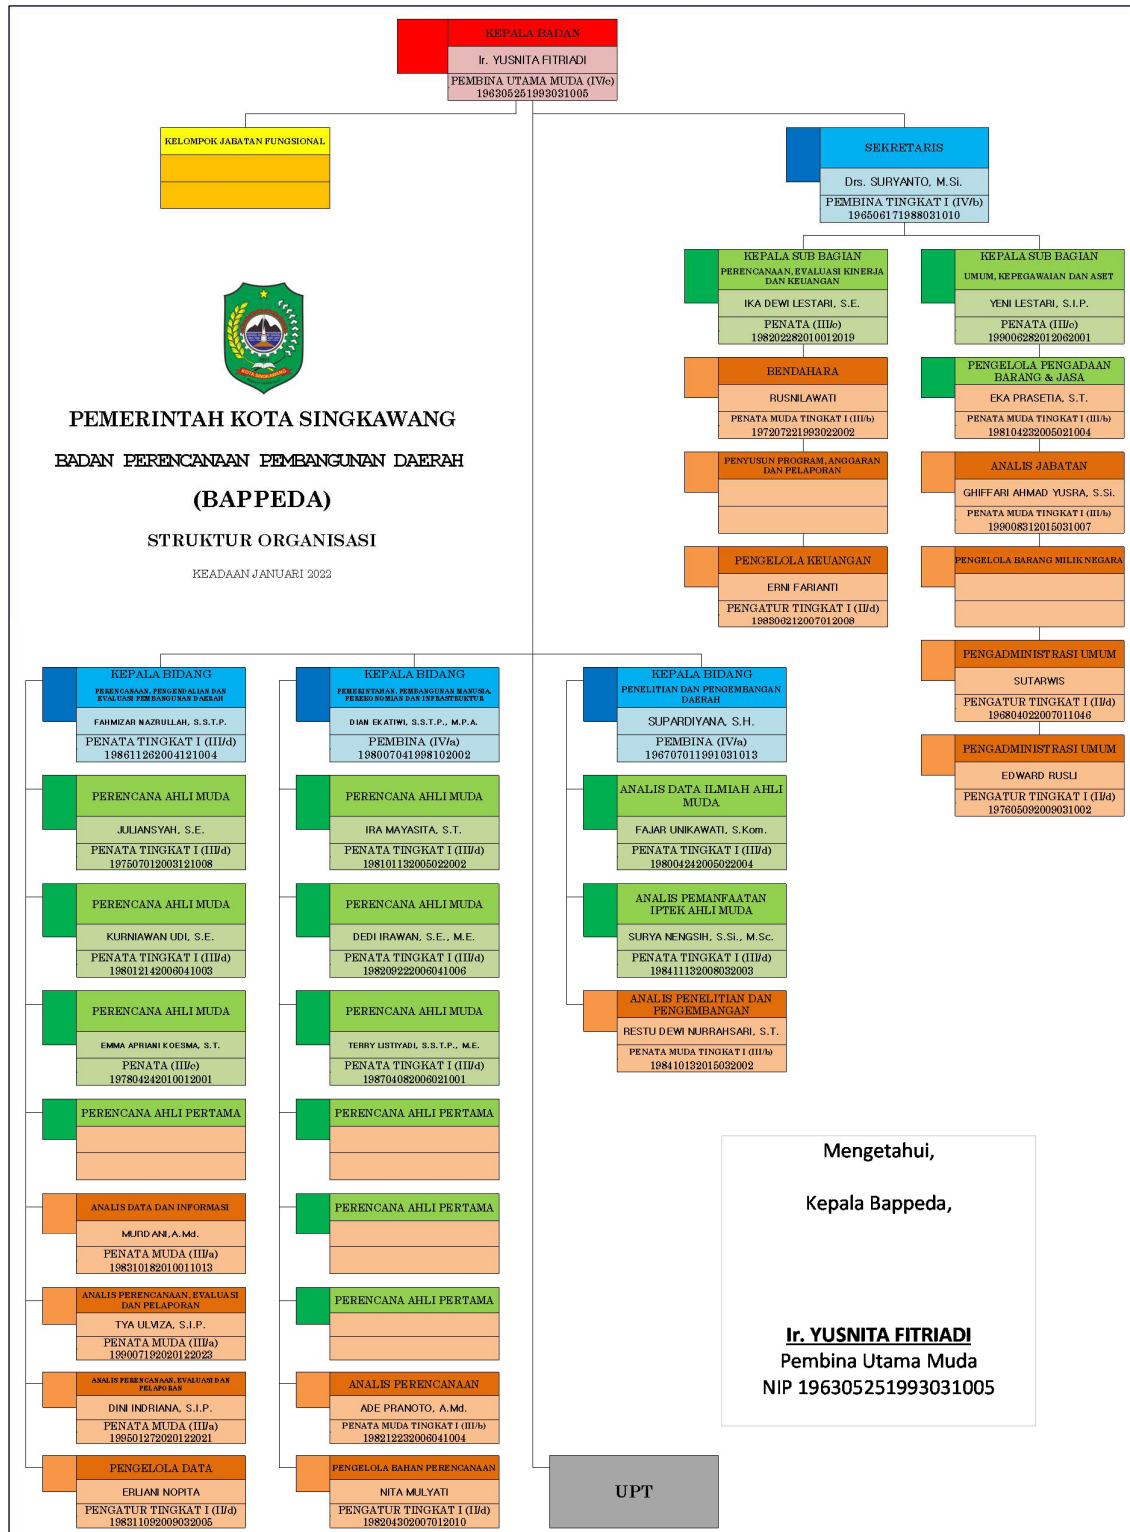 KEPALA BADAN
Ir. YUSNITA FITRIADI
PEMBINA UTAMA MUDA (IV/c)
196305251993031005
KELOMPOK JABATAN FUNGSIONAL
SEKRETARIS
Drs. SURYANTO, M.Si.
PEMBINA TINGKAT I (IV/b)
196506171988031010
KEPALA SUB BAGIAN
PERENCANAAN, EVALUASI KINERJA
DAN KEUANGAN
IKA DEWI LESTARI, S.E.
PENATA (III/c)
198202282010012019
BENDAHARA
RUSNILAWATI
PENATA MUDA TINGKAT I (III/b)
197207221993022002
PENYUSUN PROGRAM, ANGGARAN
DAN PELAPORAN
PENGELOLA KEUANGAN
ERNI FARIANTI
PENGATUR TINGKAT I (II/d)
198306212007012008
KEPALA SUB BAGIAN
UMUM, KEPEGAWAIAN DAN ASET
YENI LESTARI, S.I.P.
PENATA (III/c)
199006282012062001
PENGELOLA PENGADAAN
BARANG & JASA
EKA PRASETIA, S.T.
PENATA MUDA TINGKAT I (III/b)
198104232005021004
ANALIS JABATAN
GHIFFARI AHMAD YUSRA, S.Si.
PENATA MUDA TINGKAT I (III/b)
199008312015031007
PENGELOLA BARANG MILIK NEGARA
PENGADMINISTRASI UMUM
SUTARWIS
PENGATUR TINGKAT I (II/d)
196804022007011046
PENGADMINISTRASI UMUM
EDWARD RUSLI
PENGATUR TINGKAT I (II/d)
197605092009031002
KOTA SINGKAWANG
PEMERINTAH KOTA SINGKAWANG
BADAN PERENCANAAN PEMBANGUNAN DAERAH
(BAPPEDA)
STRUKTUR ORGANISASI
KEADAAN JANUARI 2022
KEPALA BIDANG
PERENCANAAN, PENGENDALIAN DAN
EVALUASI PEMBANGUNAN DAERAH
FAHMIZAR NAZRULLAH, S.S.T.P.
PENATA TINGKAT I (III/d)
198611262004121004
PERENCANA AHLI MUDA
JULIANSYAH, S.E.
PENATA TINGKAT I (III/d)
197507012003121008
PERENCANA AHLI MUDA
KURNIAWAN UDI, S.E.
PENATA TINGKAT I (III/d)
198012142006041003
PERENCANA AHLI MUDA
EMMA APRIANI KOESMA, S.T.
PENATA (III/c)
197804242010012001
PERENCANA AHLI PERTAMA
ANALIS DATA DAN INFORMASI
MURDANI,A.Md.
PENATA MUDA (III/a)
198310182010011013
ANALIS PERENCANAAN, EVALUASI
DAN PELAPORAN
TYA ULVIZA, S.I.P.
PENATA MUDA (III/a)
199007192020122023
ANALIS PERENCANAAN, EVALUASI DAN
PELAPORAN
DINI INDRIANA, S.I.P.
PENATA MUDA (III/a)
199501272020122021
PENGELOLA DATA
ERLIANI NOPITA
PENGATUR TINGKAT I (II/d)
198311092009032005
KEPALA BIDANG
PEMERINTAHAN, PEMBANGUNAN MANUSIA,
PEREKONOMIAN DAN INFRASTRUKTUR
DIAN EKATIWI, S.S.T.P., M.P.A.
PEMBINA (IV/a)
198007041998102002
PERENCANA AHLI MUDA
IRA MAYASITA, S.T.
PENATA TINGKAT I (III/d)
198101132005022002
PERENCANA AHLI MUDA
DEDI IRAWAN, S.E., M.E.
PENATA TINGKAT I (III/d)
198209222006041006
PERENCANA AHLI MUDA
TERRY LISTIYADI, S.S.T.P., M.E.
PENATA TINGKAT I (III/d)
198704082006021001
PERENCANA AHLI PERTAMA
PERENCANA AHLI PERTAMA
PERENCANA AHLI PERTAMA
ANALIS PERENCANAAN
ADE PRANOTO, A.Md.
PENATA MUDA TINGKAT I (III/b)
198212232006041004
PENGELOLA BAHAN PERENCANAAN
NITA MULYATI
PENGATUR TINGKAT I (II/d)
198204302007012010
KEPALA BIDANG
PENELITIAN DAN PENGEMBANGAN
DAERAH
SUPARDIYANA, S.H.
PEMBINA (IV/a)
196707011991031013
ANALIS DATA ILMIAH AHLI
MUDA
FAJAR UNIKAWATI, S.Kom.
PENATA TINGKAT I (III/d)
198004242005022004
ANALIS PEMANFAATAN
IPTEK AHLI MUDA
SURYA NENGSIH, S.Si., M.Sc.
PENATA TINGKAT I (III/d)
198411132008032003
ANALIS PENELITIAN DAN
PENGEMBANGAN
RESTU DEWI NURRAHSARI, S.T.
PENATA MUDA TINGKAT I (III/b)
198410132015032002
Mengetahui,
Kepala Bappeda,
Ir. YUSNITA FITRIADI
Pembina Utama Muda
NIP 196305251993031005
UPT